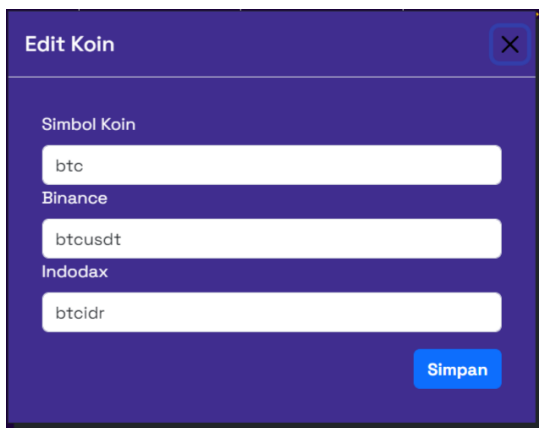 Edit Koin
Simbol Koin
btc
Binance
btcusdt
Indodax
btcidr
Simpan